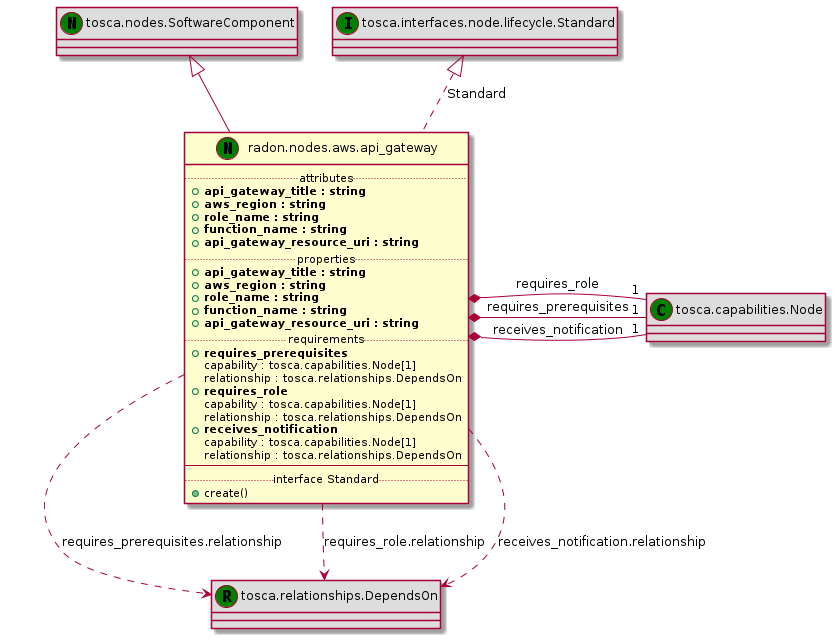 N tosca.nodes.SoftwareComponent
I tosca.interfaces.node.lifecycle.Standard
Standard
N radon.nodes.aws.api_gateway
attributes
api_gateway_title : string
aws_region : string
role_name : string
function_name : string
api_gateway_resource_uri : string
properties
api_gateway_title : string
aws_region : string
role_name : string
function_name : string
api_gateway_resource_uri : string
requirements
requires_prerequisites
capability : tosca.capabilities.Node[1]
relationship : tosca.relationships.DependsOn
requires_role
capability : tosca.capabilities.Node[1]
relationship : tosca.relationships.DependsOn
receives_notification
capability : tosca.capabilities.Node[1]
relationship : tosca.relationships.DependsOn
interface Standard
create()
requires_role 1
requires_prerequisites 1
receives_notification 1
C tosca.capabilities.Node
requires_prerequisites.relationship
requires_role.relationship
receives_notification.relationship
R tosca.relationships.DependsOn